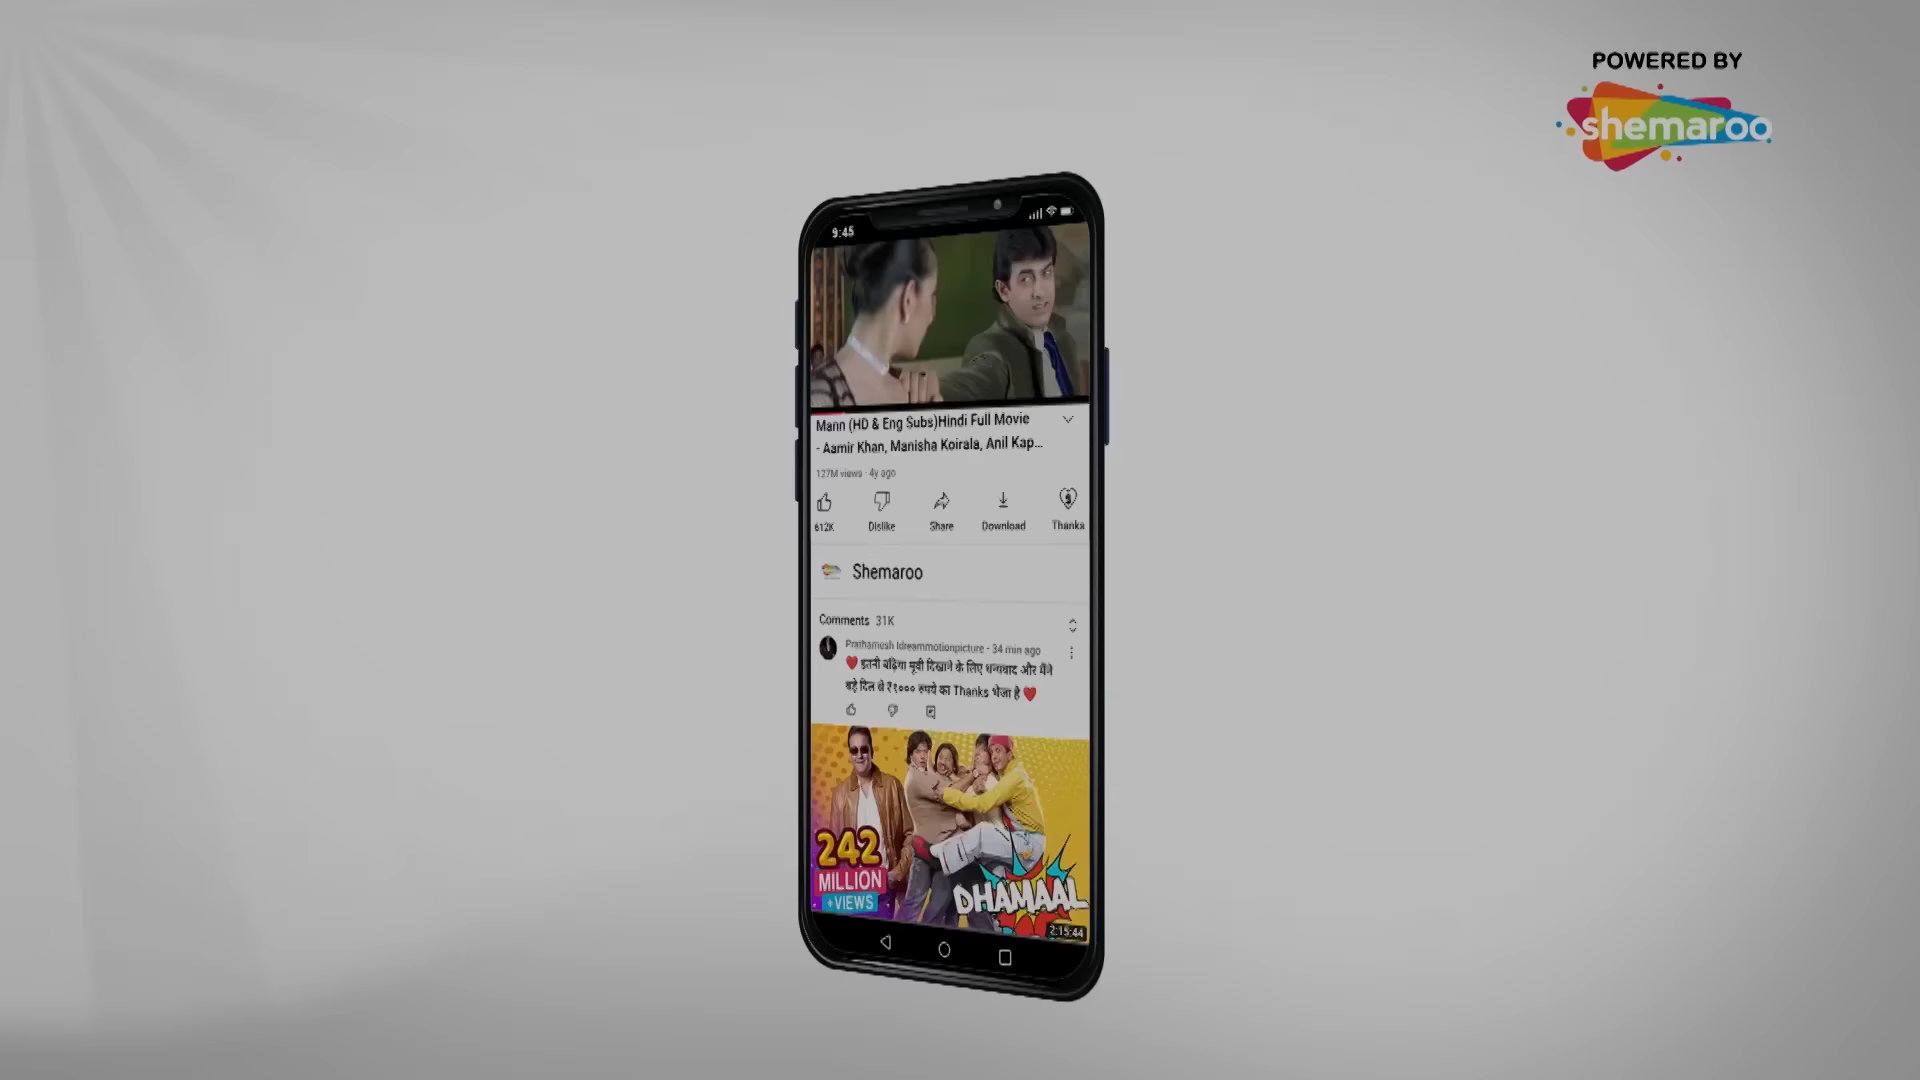 POWERED BY
shemaroo
9:45
Mann (HD & Eng Subs)Hindi Full Movie
- Aamir Khan, Manisha Koirala, Anil Kap...
127M views · 4y ago
612K
Dislike
Share
Download
Thanks
Shemaroo
Comments 31K
Prathamesh Idreammotionpicture - 34 min ago
❤️ इतनी बढ़िया मूवी दिखाने के लिए धन्यवाद और मैंने
बड़े दिल से ₹१००० रुपये का Thanks भेजा है ❤️
242
MILLION
+VIEWS
DHAMAAL
2:15:44